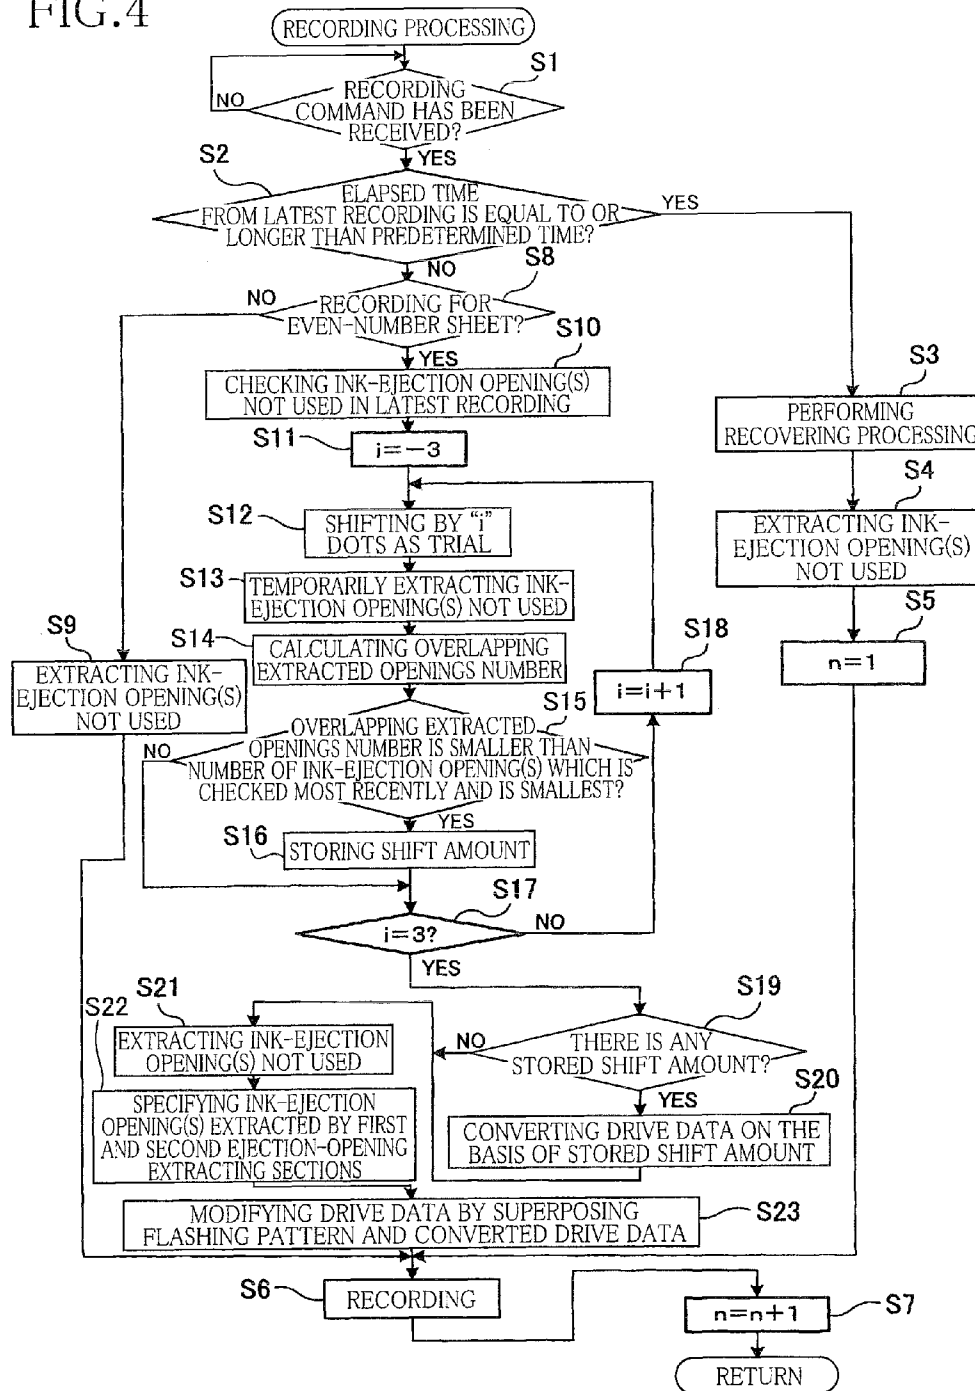 FIG.4
RECORDING PROCESSING
S1
RECORDING
COMMAND HAS BEEN
RECEIVED?
NO
YES
S2
ELAPSED TIME
FROM LATEST RECORDING IS EQUAL TO OR
LONGER THAN PREDETERMINED TIME?
YES
NO
S8
RECORDING FOR
EVEN-NUMBER SHEET?
NO
YES
S10
CHECKING INK-EJECTION OPENING(S)
NOT USED IN LATEST RECORDING
S3
PERFORMING
RECOVERING PROCESSING
S11
i=-3
S4
EXTRACTING INK-
EJECTION OPENING(S)
NOT USED
S12
SHIFTING BY "i"
DOTS AS TRIAL
S13
TEMPORARILY EXTRACTING INK-
EJECTION OPENING(S) NOT USED
S5
n=1
S14
CALCULATING OVERLAPPING
EXTRACTED OPENINGS NUMBER
S18
i=i+1
S9
EXTRACTING INK-
EJECTION OPENING(S)
NOT USED
S15
OVERLAPPING EXTRACTED
OPENINGS NUMBER IS SMALLER THAN
NUMBER OF INK-EJECTION OPENING(S) WHICH IS
CHECKED MOST RECENTLY AND IS SMALLEST?
NO
YES
S16
STORING SHIFT AMOUNT
S17
i=3?
NO
YES
S19
THERE IS ANY
STORED SHIFT AMOUNT?
NO
YES
S21
EXTRACTING INK-EJECTION
OPENING(S) NOT USED
S20
CONVERTING DRIVE DATA ON THE
BASIS OF STORED SHIFT AMOUNT
S22
SPECIFYING INK-EJECTION
OPENING(S) EXTRACTED BY FIRST
AND SECOND EJECTION-OPENING
EXTRACTING SECTIONS
S23
MODIFYING DRIVE DATA BY SUPERPOSING
FLASHING PATTERN AND CONVERTED DRIVE DATA
S6
RECORDING
S7
n=n+1
RETURN